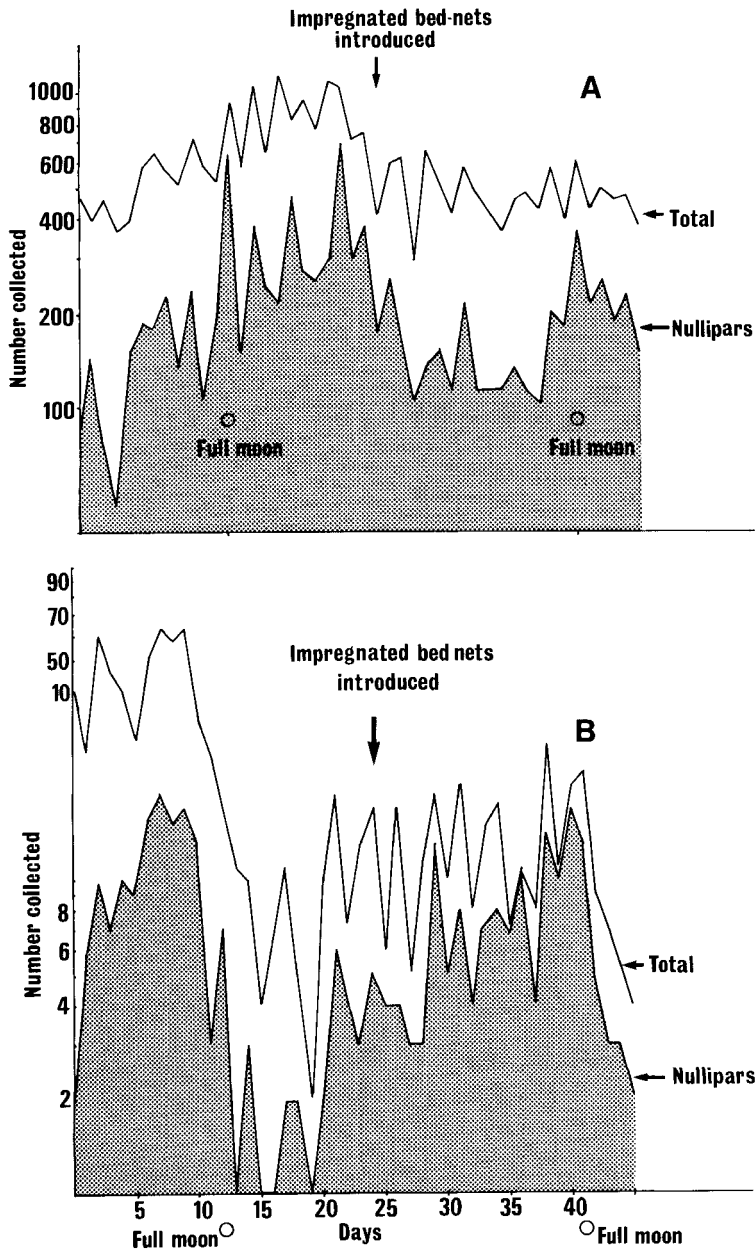 Impregnated bed-nets
introduced
A
1000
800
600
400
200
100
Number collected
Total
Nullipars
Full moon
Full moon
90
70
50
10
8
6
4
2
Number collected
Impregnated bed nets
introduced
B
Total
Nullipars
5 10 15 20 25 30 35 40
Days
Full moon
Full moon